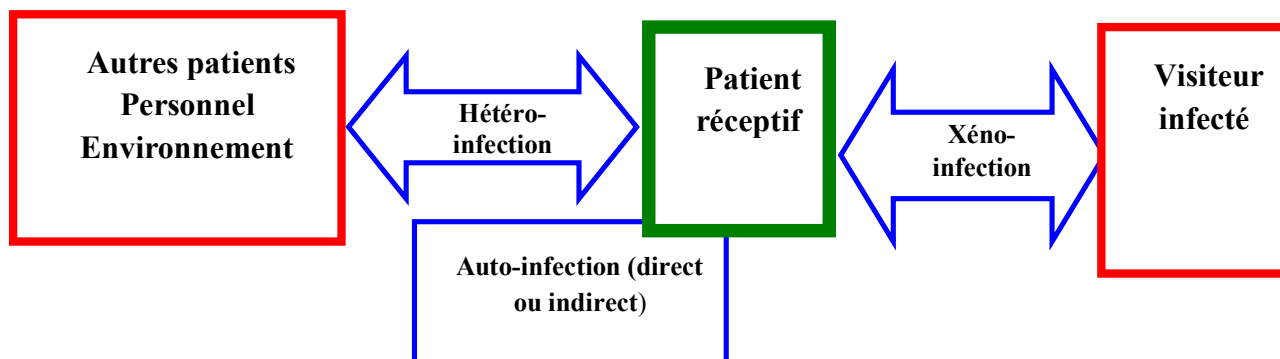 Autres patients
Personnel
Environnement
Hétéro-
infection
Patient
réceptif
Xéno-
infection
Visiteur
infecté
Auto-infection (direct
ou indirect)